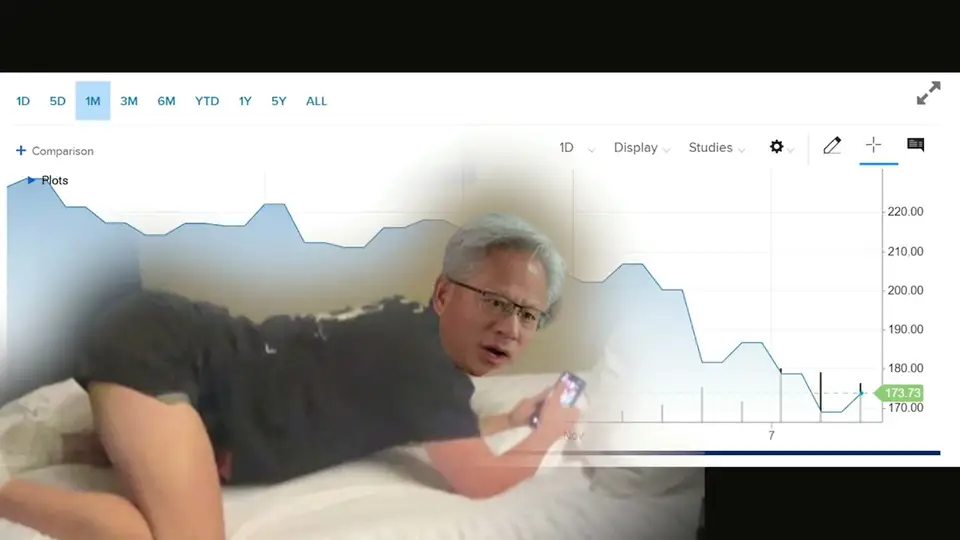 1D 5D 1M 3M 6M YTD 1Y 5Y ALL
+ Comparison
1D Display Studies
Plots
220.00
210.00
200.00
190.00
180.00
173.73
170.00
Nov 7